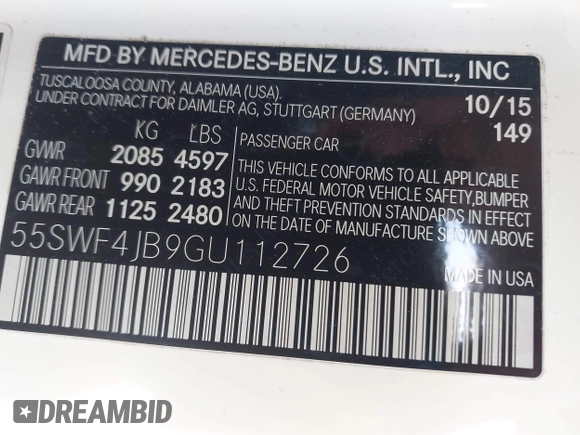 MFD BY MERCEDES-BENZ U.S. INTL., INC
TUSCALOOSA COUNTY, ALABAMA (USA).
UNDER CONTRACT FOR DAIMLER AG, STUTTGART (GERMANY)
10/15
149
KG LBS
GVWR 2085 4597
GAWR FRONT 990 2183
GAWR REAR 1125 2480
PASSENGER CAR
THIS VEHICLE CONFORMS TO ALL APPLICABLE
U.S. FEDERAL MOTOR VEHICLE SAFETY,BUMPER
AND THEFT PREVENTION STANDARDS IN EFFECT
ON THE DATE OF MANUFACTURE SHOWN ABOVE.
55SWF4JB9GU112726
MADE IN USA
DREAMBID